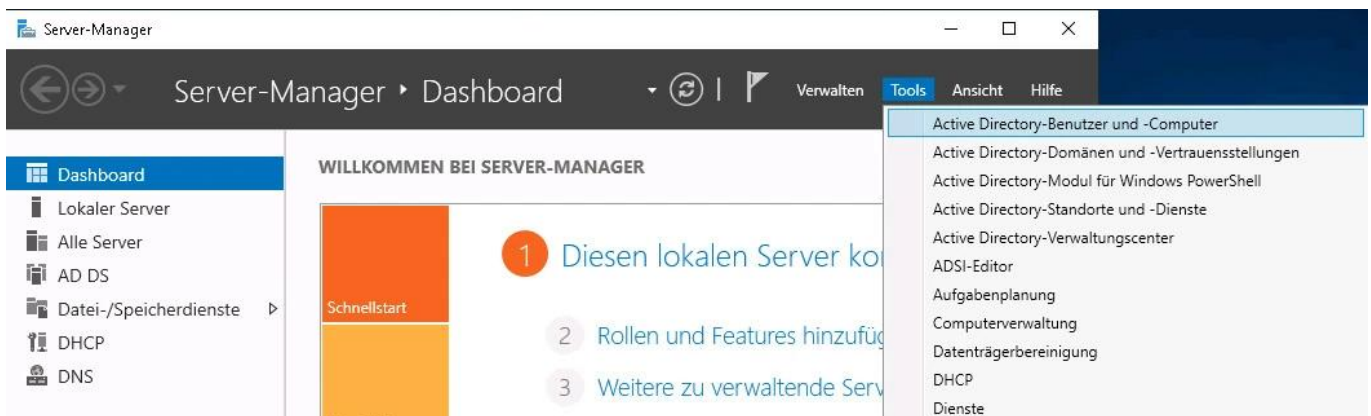 Server-Manager
Server-Manager ‣ Dashboard
Verwalten Tools Ansicht Hilfe
Active Directory-Benutzer und -Computer
Active Directory-Domänen und -Vertrauensstellungen
Active Directory-Modul für Windows PowerShell
Active Directory-Standorte und -Dienste
Active Directory-Verwaltungscenter
ADSI-Editor
Aufgabenplanung
Computerverwaltung
Datenträgerbereinigung
DHCP
Dienste
Dashboard
Lokaler Server
Alle Server
AD DS
Datei-/Speicherdienste
DHCP
DNS
WILLKOMMEN BEI SERVER-MANAGER
Schnellstart
1 Diesen lokalen Server ko
2 Rollen und Features hinzufü
3 Weitere zu verwaltende Serv